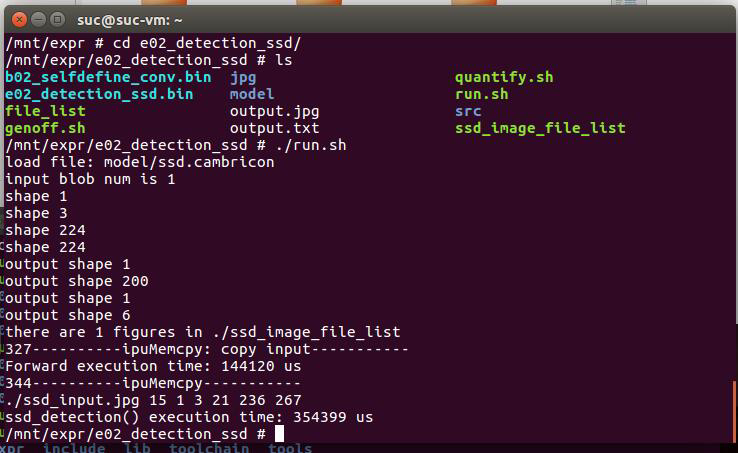 suc@suc-vm: ~
/mnt/expr # cd e02_detection_ssd/
/mnt/expr/e02_detection_ssd # ls
b02_selfdefine_conv.bin jpg quantify.sh
e02_detection_ssd.bin model run.sh
file_list output.jpg src
genoff.sh output.txt ssd_image_file_list
/mnt/expr/e02_detection_ssd # ./run.sh
load file: model/ssd.cambricon
input blob num is 1
shape 1
shape 3
shape 224
shape 224
output shape 1
output shape 200
output shape 1
output shape 6
there are 1 figures in ./ssd_image_file_list
327----------ipuMemcpy: copy input-----------
Forward execution time: 144120 us
344----------ipuMemcpy-----------
./ssd_input.jpg 15 1 3 21 236 267
ssd_detection() execution time: 354399 us
/mnt/expr/e02_detection_ssd #
xpr include lib toolchain tools